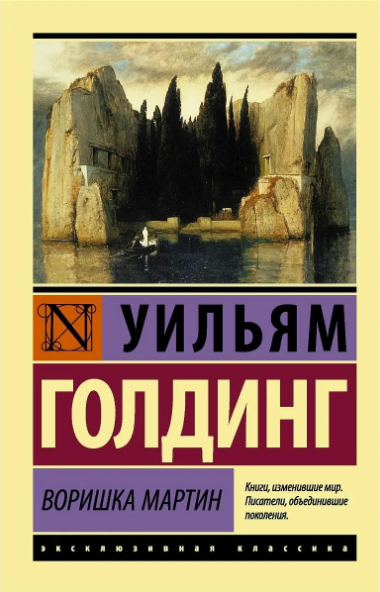 N УИЛЬЯМ
ГОЛДИНГ
ВОРИШКА МАРТИН
Книги, изменившие мир.
Писатели, объединившие
поколения.
эксклюзивная классика